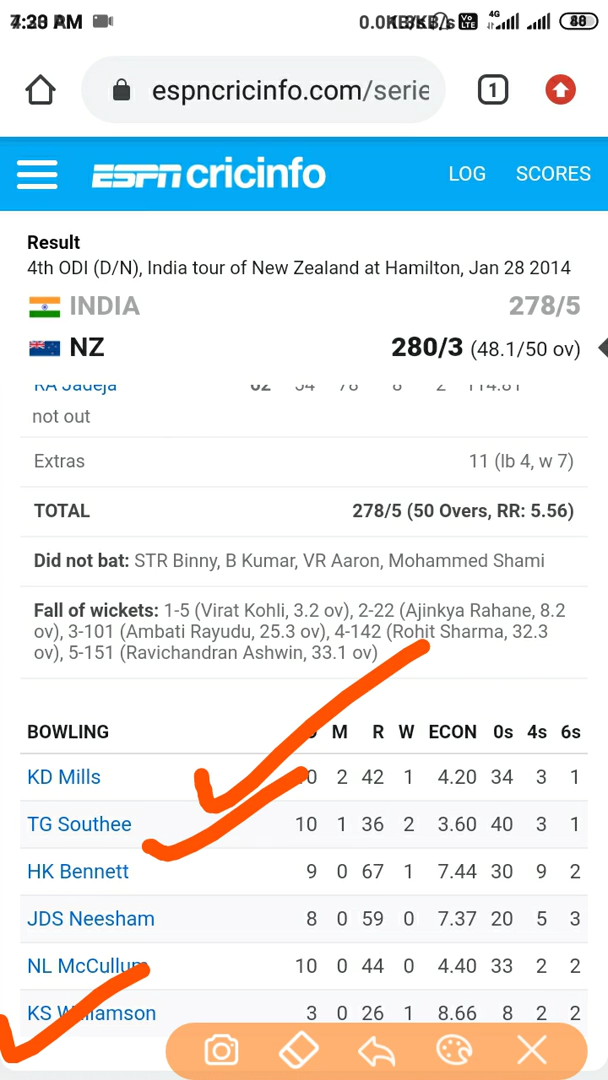 espncricinfo.com/serie
1
ESPN cricinfo LOG SCORES
Result
4th ODI (D/N), India tour of New Zealand at Hamilton, Jan 28 2014
INDIA 278/5
NZ 280/3 (48.1/50 ov)
RA Jadeja
not out
Extras 11 (lb 4, w 7)
TOTAL 278/5 (50 Overs, RR: 5.56)
Did not bat: STR Binny, B Kumar, VR Aaron, Mohammed Shami
Fall of wickets: 1-5 (Virat Kohli, 3.2 ov), 2-22 (Ajinkya Rahane, 8.2
ov), 3-101 (Ambati Rayudu, 25.3 ov), 4-142 (Rohit Sharma, 32.3
ov), 5-151 (Ravichandran Ashwin, 33.1 ov)
BOWLING M R W ECON 0s 4s 6s
KD Mills 2 42 1 4.20 34 3 1
TG Southee 10 1 36 2 3.60 40 3 1
HK Bennett 9 0 67 1 7.44 30 9 2
JDS Neesham 8 0 59 0 7.37 20 5 3
NL McCullum 10 0 44 0 4.40 33 2 2
KS Williamson 3 0 26 1 8.66 8 2 2